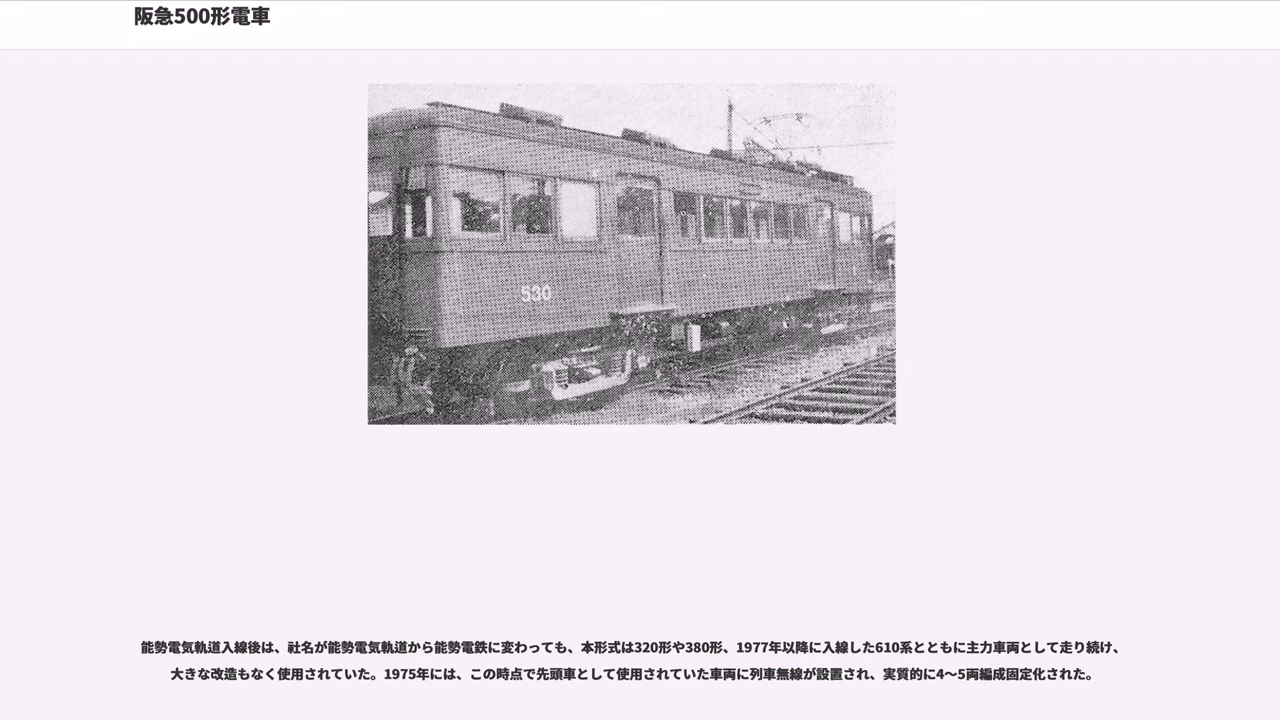 阪急500形電車
530
能勢電気軌道入線後は、社名が能勢電気軌道から能勢電鉄に変わっても、本形式は320形や380形、1977年以降に入線した610系とともに主力車両として走り続け、
大きな改造もなく使用されていた。1975年には、この時点で先頭車として使用されていた車両に列車無線が設置され、実質的に4〜5両編成固定化された。